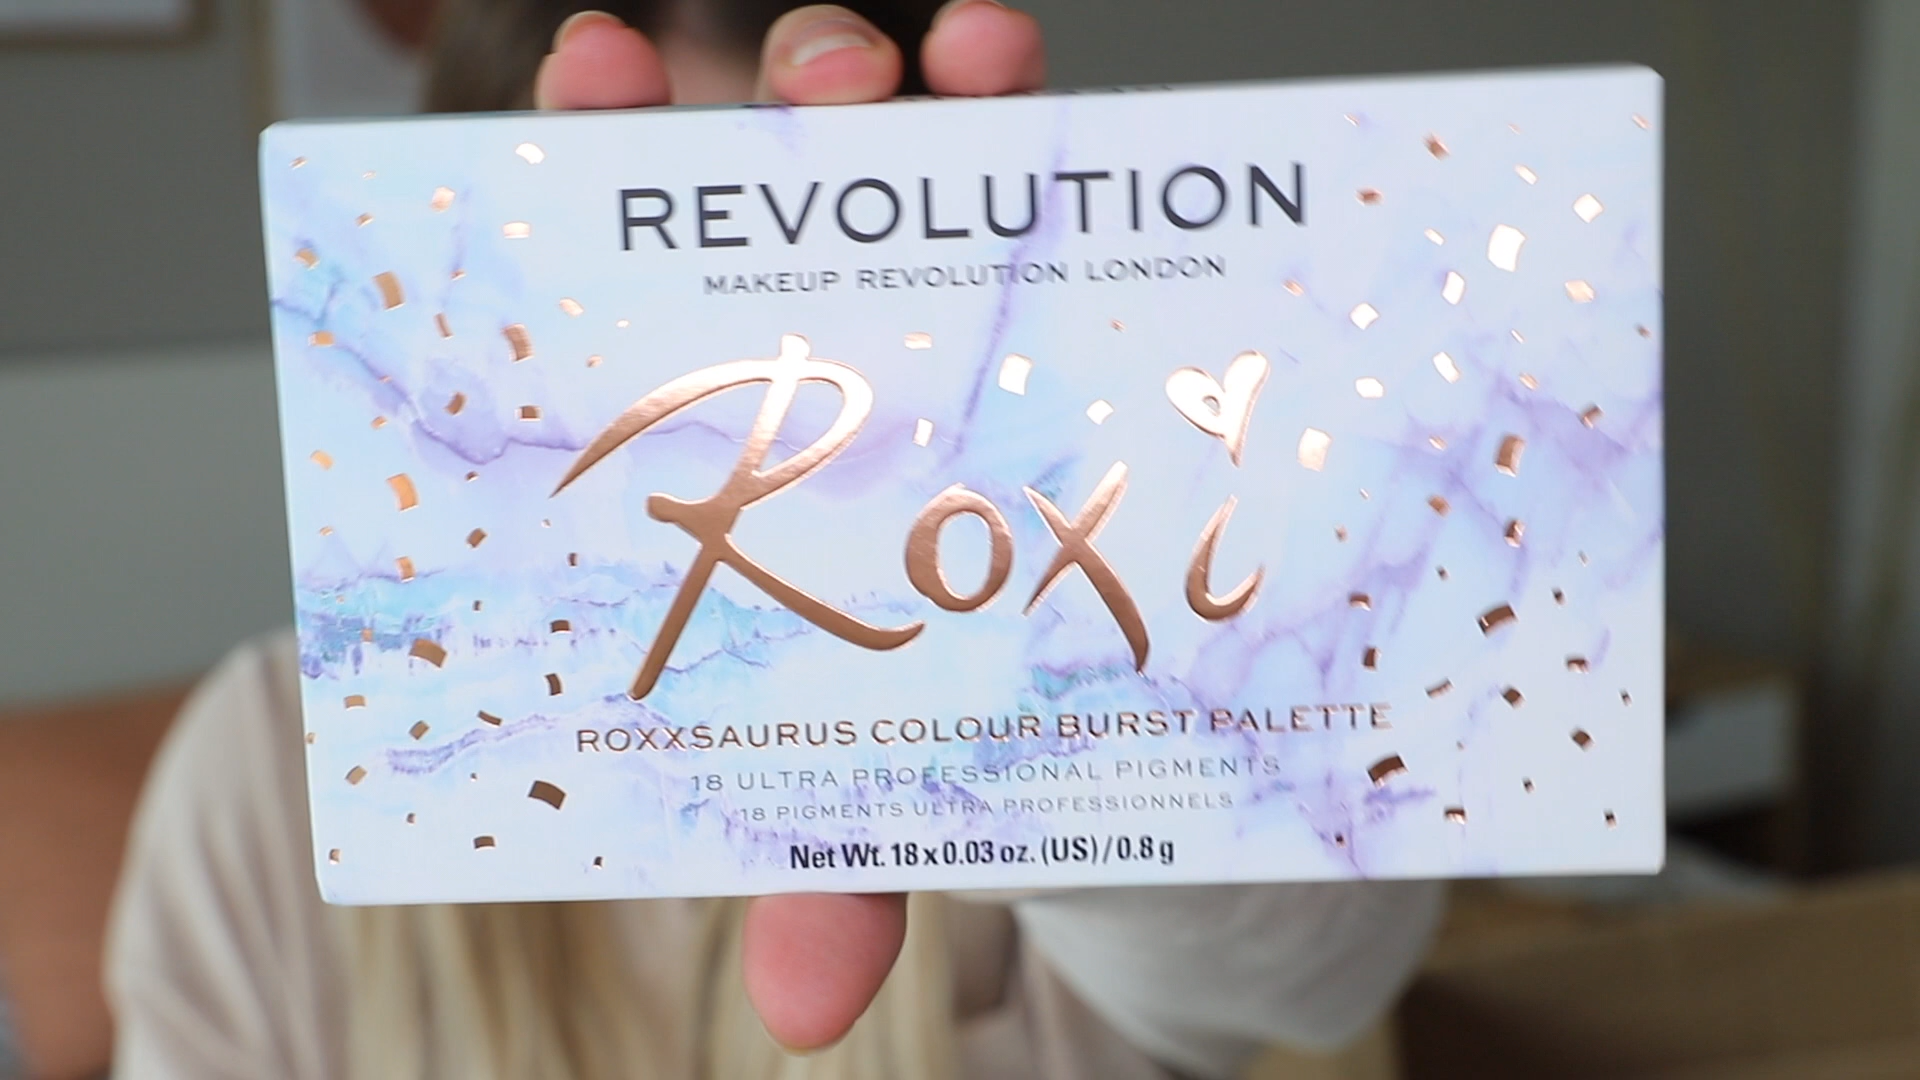 REVOLUTION
MAKEUP REVOLUTION LONDON
Roxi
ROXXSAURUS COLOUR BURST PALETTE
18 ULTRA PROFESSIONAL PIGMENTS
18 PIGMENTS ULTRA PROFESSIONNELS
Net Wt. 18 x 0.03 oz. (US) / 0.8 g